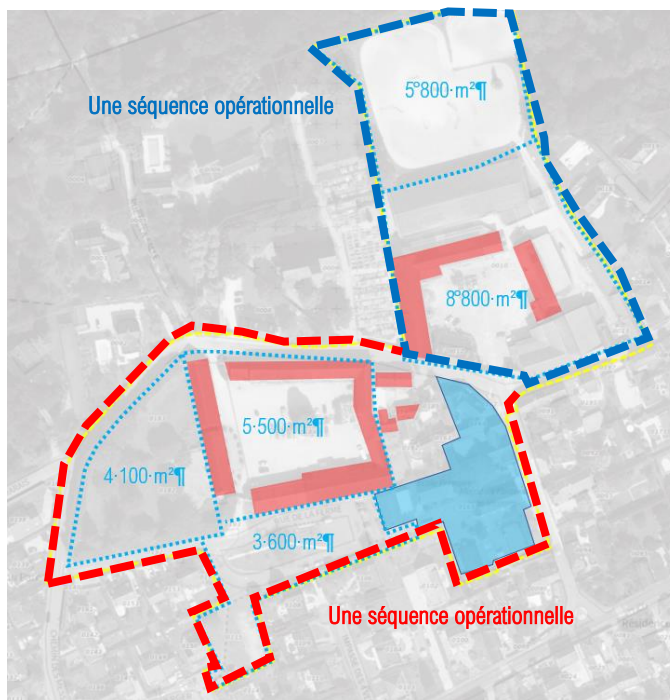 5°800·m²¶
Une séquence opérationnelle
8°800·m²¶
5·500·m²¶
4·100·m²¶
3·600·m²¶
Une séquence opérationnelle